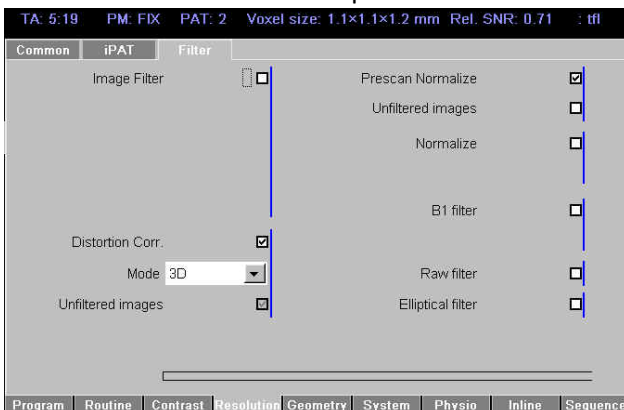 TA: 5:19 PM: FIX PAT: 2 Voxel size: 1.1×1.1×1.2 mm Rel. SNR: 0.71 : tfl
Common iPAT Filter
Image Filter
Distortion Corr.
Mode 3D
Unfiltered images
Prescan Normalize
Unfiltered images
Normalize
B1 filter
Raw filter
Elliptical filter
Program Routine Contrast Resolution Geometry System Physio Inline Sequence